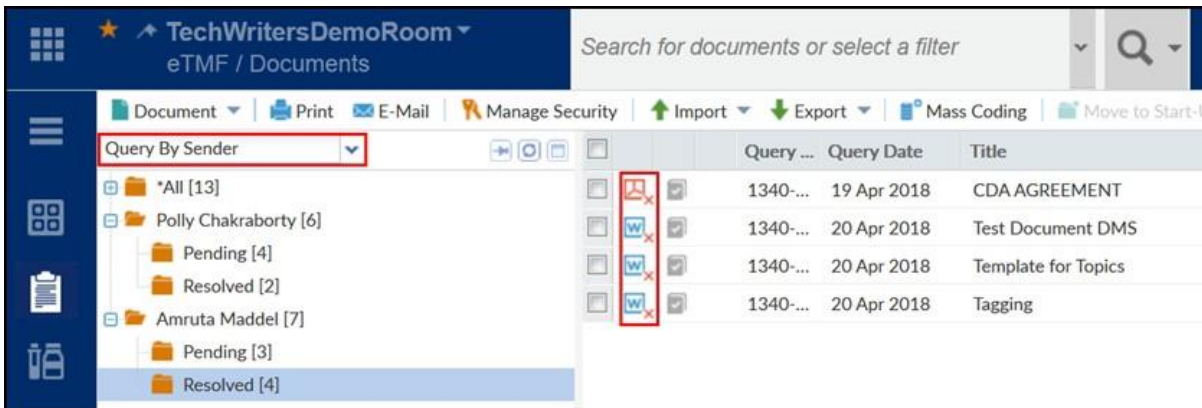 TechWritersDemoRoom
eTMF / Documents
Search for documents or select a filter
Document Print E-Mail Manage Security Import Export Mass Coding Move to Start-
Query By Sender
Query ... Query Date Title
*All [13]
Polly Chakraborty [6]
Pending [4]
Resolved [2]
Amruta Maddel [7]
Pending [3]
Resolved [4]
1340-... 19 Apr 2018 CDA AGREEMENT
1340-... 20 Apr 2018 Test Document DMS
1340-... 20 Apr 2018 Template for Topics
1340-... 20 Apr 2018 Tagging